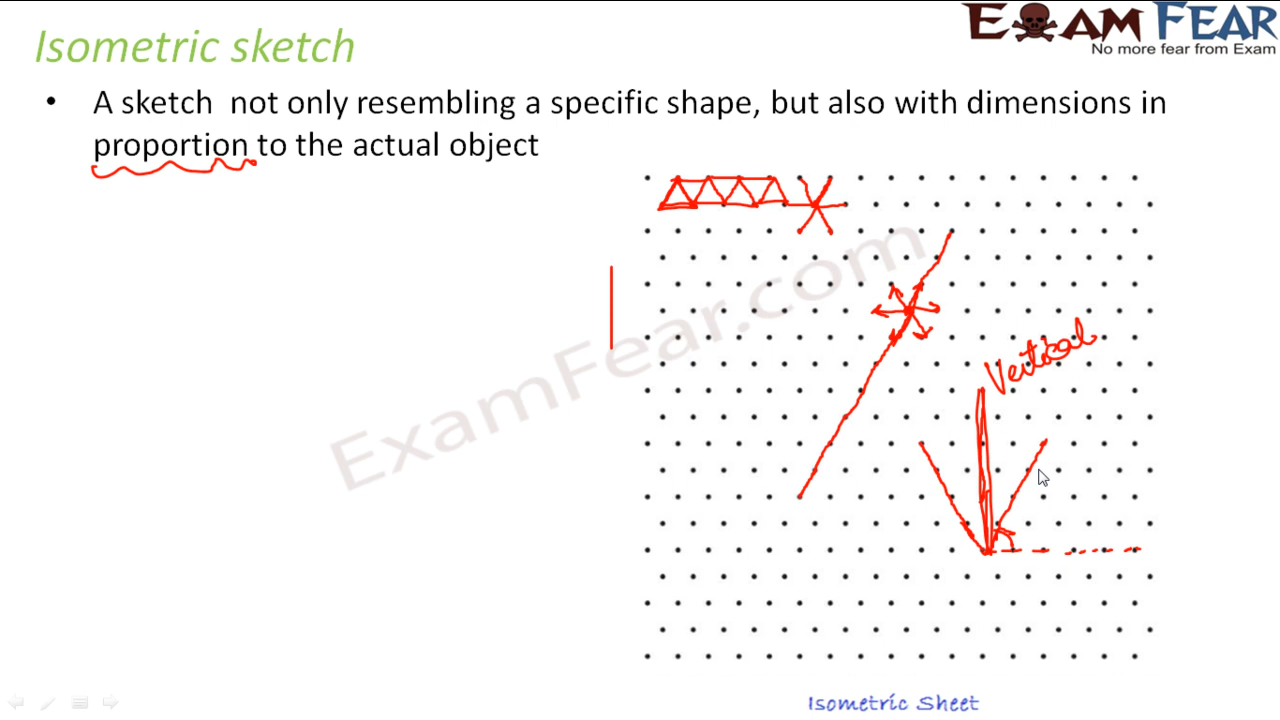 EXAM FEAR
No more fear from Exam
Isometric sketch
• A sketch not only resembling a specific shape, but also with dimensions in
proportion to the actual object
ExamFear.com
Vertical
Isometric Sheet